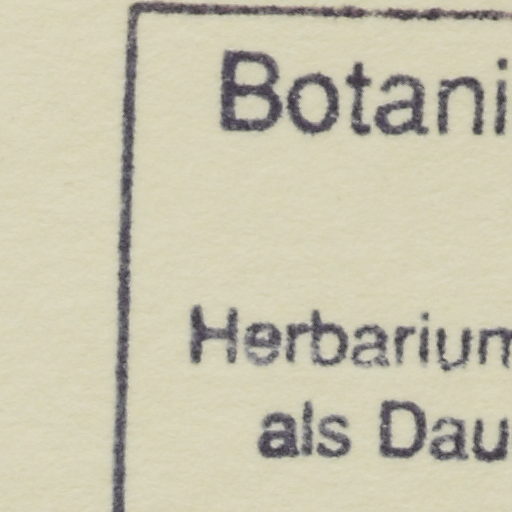 Botani
Herbarium
als Dau